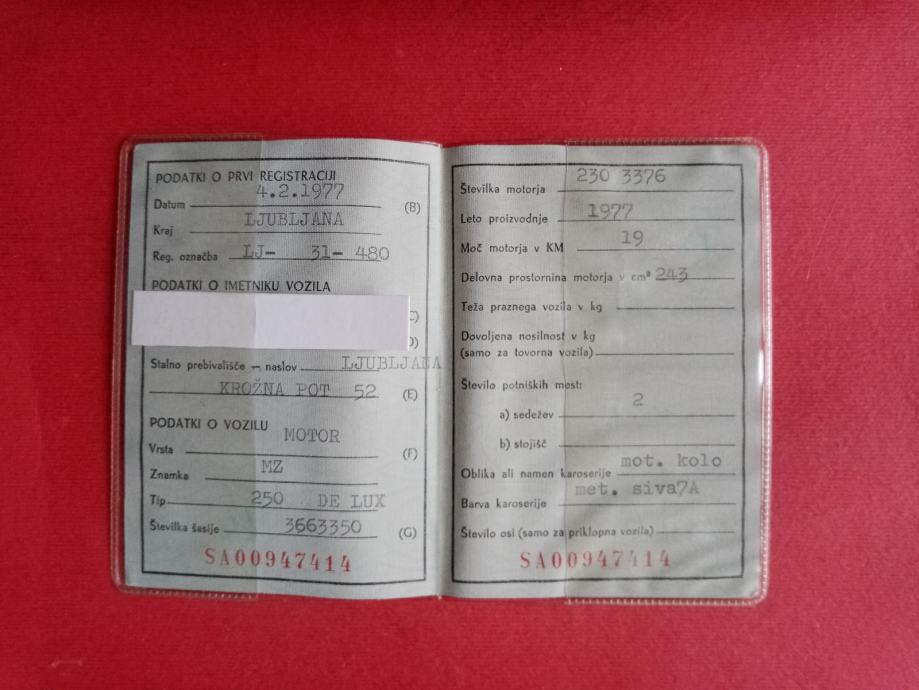 PODATKI O PRVI REGISTRACIJI
Datum 4.2.1977 (B)
Kraj LJUBLJANA
Reg. označba LJ- 31- 480
PODATKI O IMETNIKU VOZILA
C)
D)
Stalno prebivališče — naslov LJUBLJANA
KROŽNA POT 52 (E)
PODATKI O VOZILU
Vrsta MOTOR (F)
Znamka MZ
Tip 250 DE LUX
Številka šasije 3663350 (G)
SA00947414
Številka motorja 230 3376
Leto proizvodnje 1977
Moč motorja v KM 19
Delovna prostornina motorja v cm³ 243
Teža praznega vozila v kg
Dovoljena nosilnost v kg
(samo za tovorna vozila)
Število potniških mest:
a) sedežev 2
b) stojišč
Oblika ali namen karoserije mot. kolo
Barva karoserije met. siva7A
Število osi (samo za priklopna vozila)
SA00947414